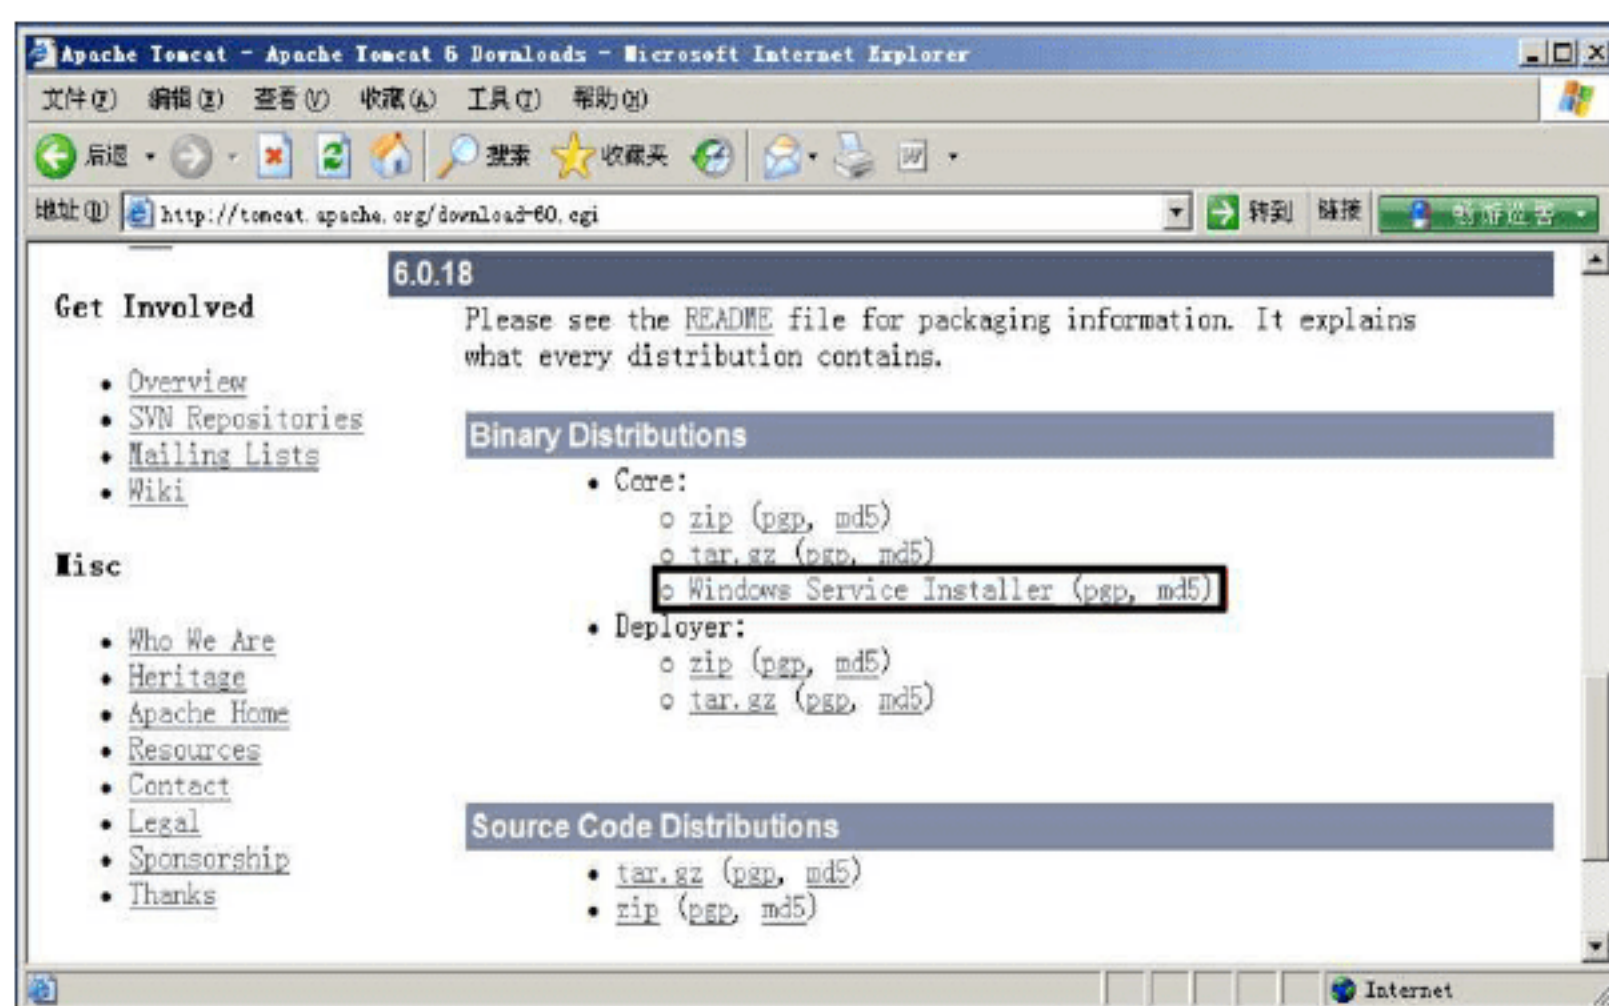 Apache Tomcat - Apache Tomcat 6 Downloads - Microsoft Internet Explorer
文件(F) 编辑(E) 查看(V) 收藏(A) 工具(T) 帮助(H)
后退 搜索 收藏夹
地址(D) http://tomcat.apache.org/download-60.cgi 转到 链接
6.0.18
Please see the README file for packaging information. It explains
what every distribution contains.
Get Involved
Overview
SVN Repositories
Mailing Lists
Wiki
Misc
Who We Are
Heritage
Apache Home
Resources
Contact
Legal
Sponsorship
Thanks
Binary Distributions
Core:
zip (pgp, md5)
tar.gz (pgp, md5)
Windows Service Installer (pgp, md5)
Deployer:
zip (pgp, md5)
tar.gz (pgp, md5)
Source Code Distributions
tar.gz (pgp, md5)
zip (pgp, md5)
Internet